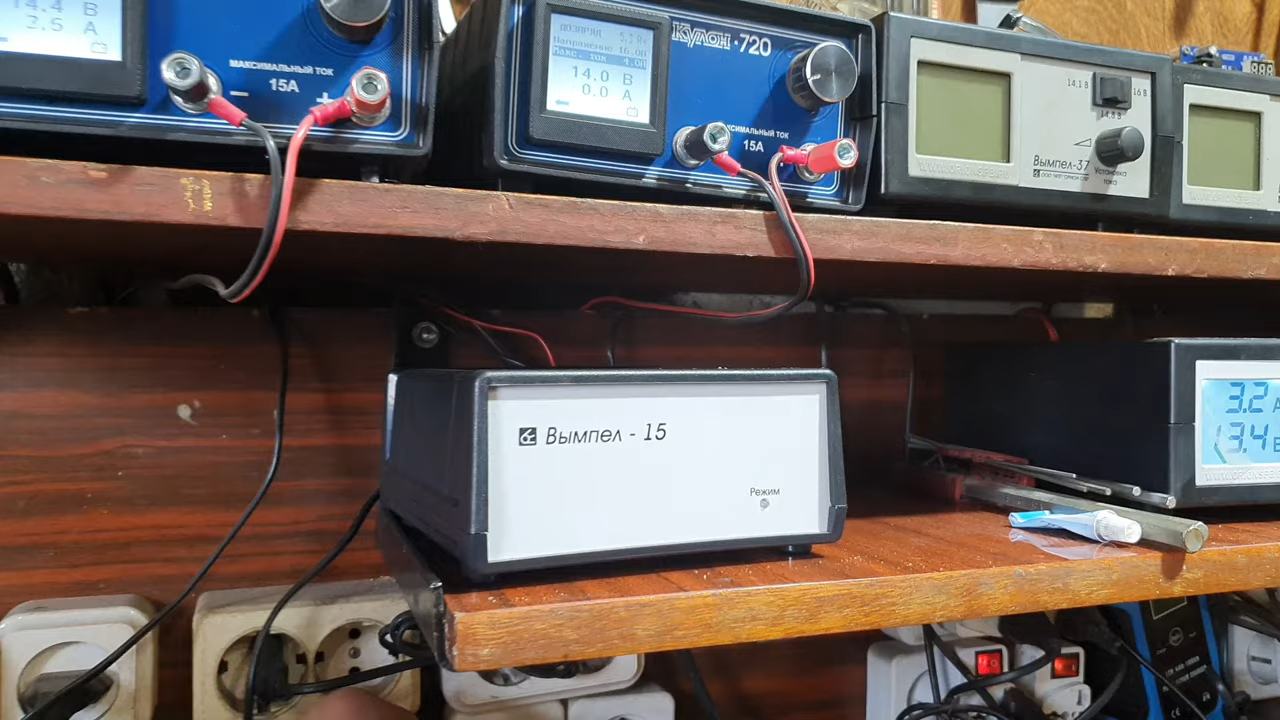 14.4 В
2.5 А
МАКСИМАЛЬНЫЙ ТОК
15А
– +
ДОЗАРЯД
Напряжение 16.0В
Макс. ток 4.0А
14.0 В
0.0 А
КУЛОН-720
МАКСИМАЛЬНЫЙ ТОК
15А
14,1 В
16 В
14,8 В
Вымпел-37
Установка
тока
Вымпел - 15
Режим
3.2 А
13.4 В